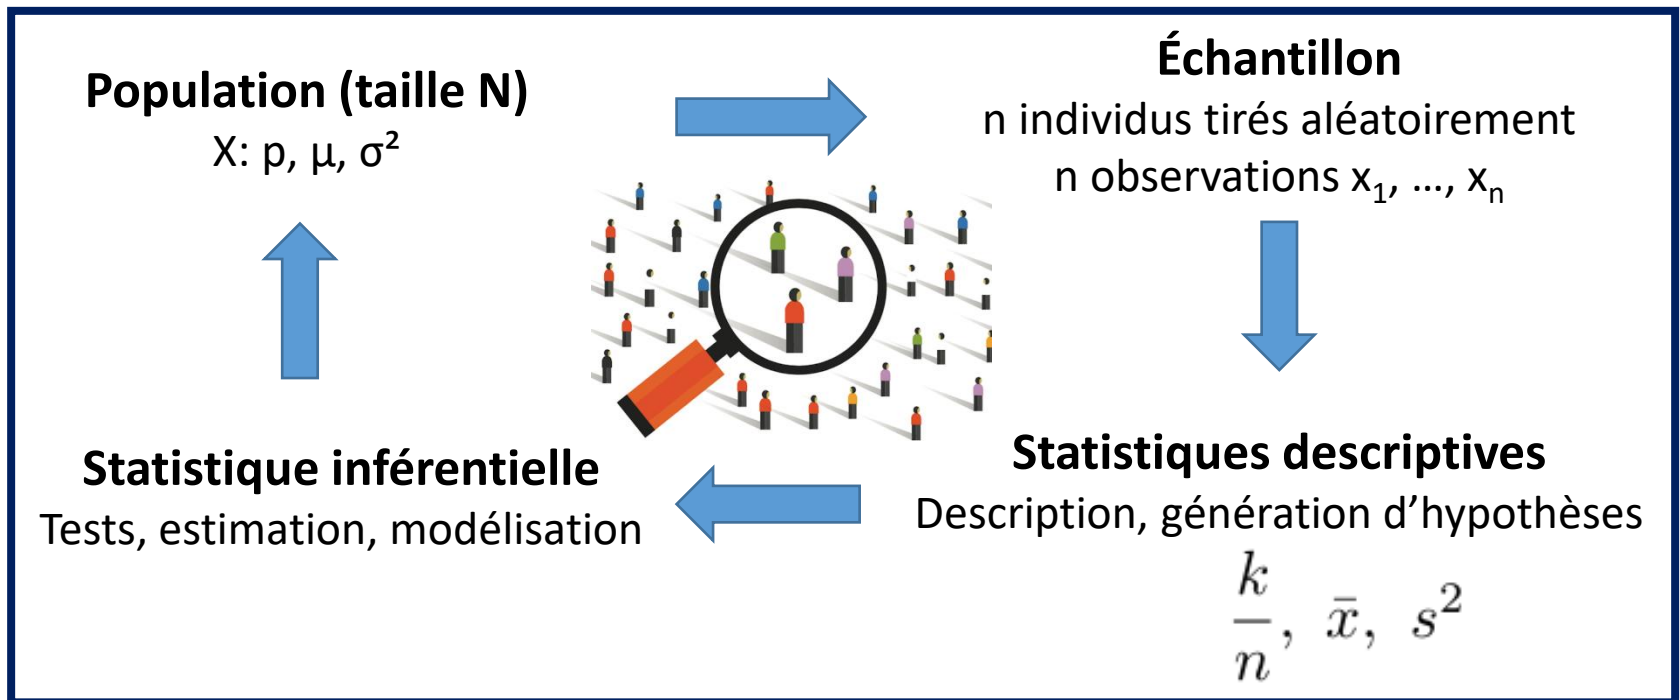 Population (taille N)
X: p, μ, σ²
Échantillon
n individus tirés aléatoirement
n observations x₁, …, xₙ
Statistique inférentielle
Tests, estimation, modélisation
Statistiques descriptives
Description, génération d’hypothèses
k/n, x̄, s²